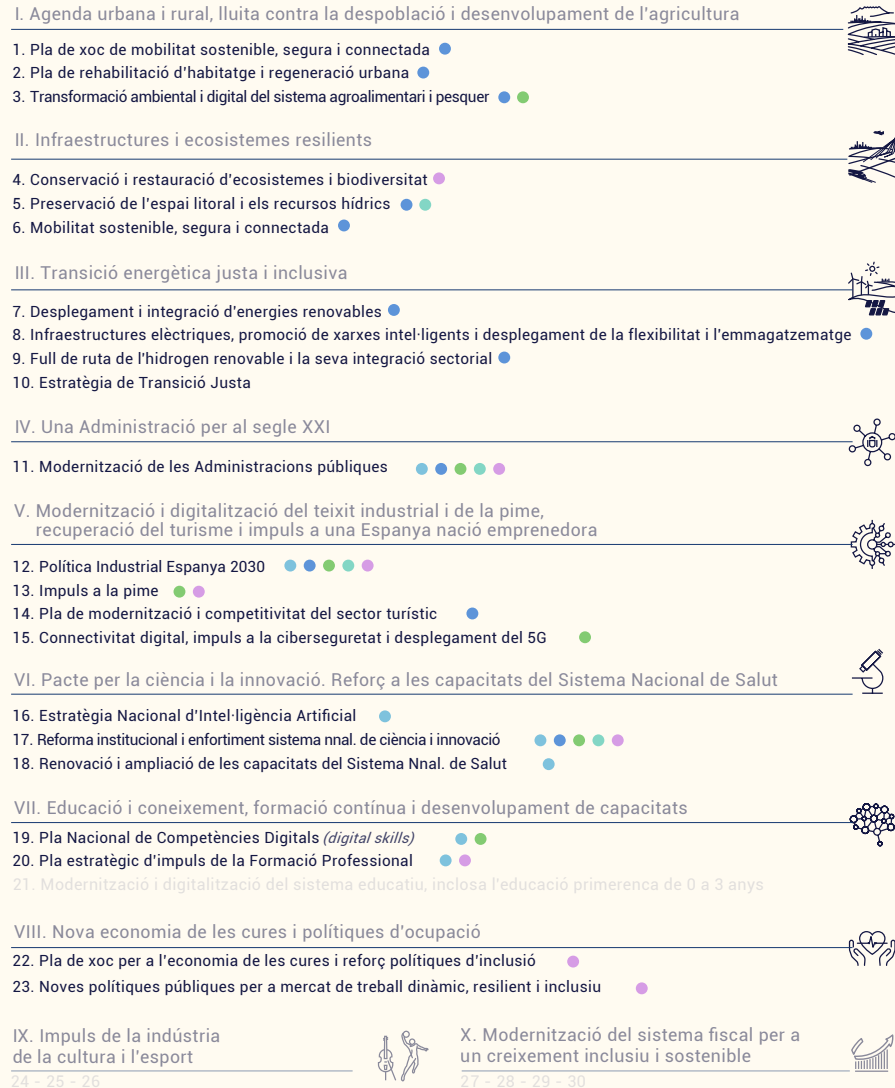 I. Agenda urbana i rural, lluita contra la despoblació i desenvolupament de l'agricultura
1. Pla de xoc de mobilitat sostenible, segura i connectada
2. Pla de rehabilitació d'habitatge i regeneració urbana
3. Transformació ambiental i digital del sistema agroalimentari i pesquer
II. Infraestructures i ecosistemes resilients
4. Conservació i restauració d'ecosistemes i biodiversitat
5. Preservació de l'espai litoral i els recursos hídrics
6. Mobilitat sostenible, segura i connectada
III. Transició energètica justa i inclusiva
7. Desplegament i integració d'energies renovables
8. Infraestructures elèctriques, promoció de xarxes intel·ligents i desplegament de la flexibilitat i l'emmagatzematge
9. Full de ruta de l'hidrogen renovable i la seva integració sectorial
10. Estratègia de Transició Justa
IV. Una Administració per al segle XXI
11. Modernització de les Administracions públiques
V. Modernització i digitalització del teixit industrial i de la pime,
recuperació del turisme i impuls a una Espanya nació emprenedora
12. Política Industrial Espanya 2030
13. Impuls a la pime
14. Pla de modernització i competitivitat del sector turístic
15. Connectivitat digital, impuls a la ciberseguretat i desplegament del 5G
VI. Pacte per la ciència i la innovació. Reforç a les capacitats del Sistema Nacional de Salut
16. Estratègia Nacional d'Intel·ligència Artificial
17. Reforma institucional i enfortiment sistema nnal. de ciència i innovació
18. Renovació i ampliació de les capacitats del Sistema Nnal. de Salut
VII. Educació i coneixement, formació contínua i desenvolupament de capacitats
19. Pla Nacional de Competències Digitals (digital skills)
20. Pla estratègic d'impuls de la Formació Professional
21. Modernització i digitalització del sistema educatiu, inclosa l'educació primerenca de 0 a 3 anys
VIII. Nova economia de les cures i polítiques d'ocupació
22. Pla de xoc per a l'economia de les cures i reforç polítiques d'inclusió
23. Noves polítiques públiques per a mercat de treball dinàmic, resilient i inclusiu
IX. Impuls de la indústria
de la cultura i l'esport
24 - 25 - 26
X. Modernització del sistema fiscal per a
un creixement inclusiu i sostenible
27 - 28 - 29 - 30